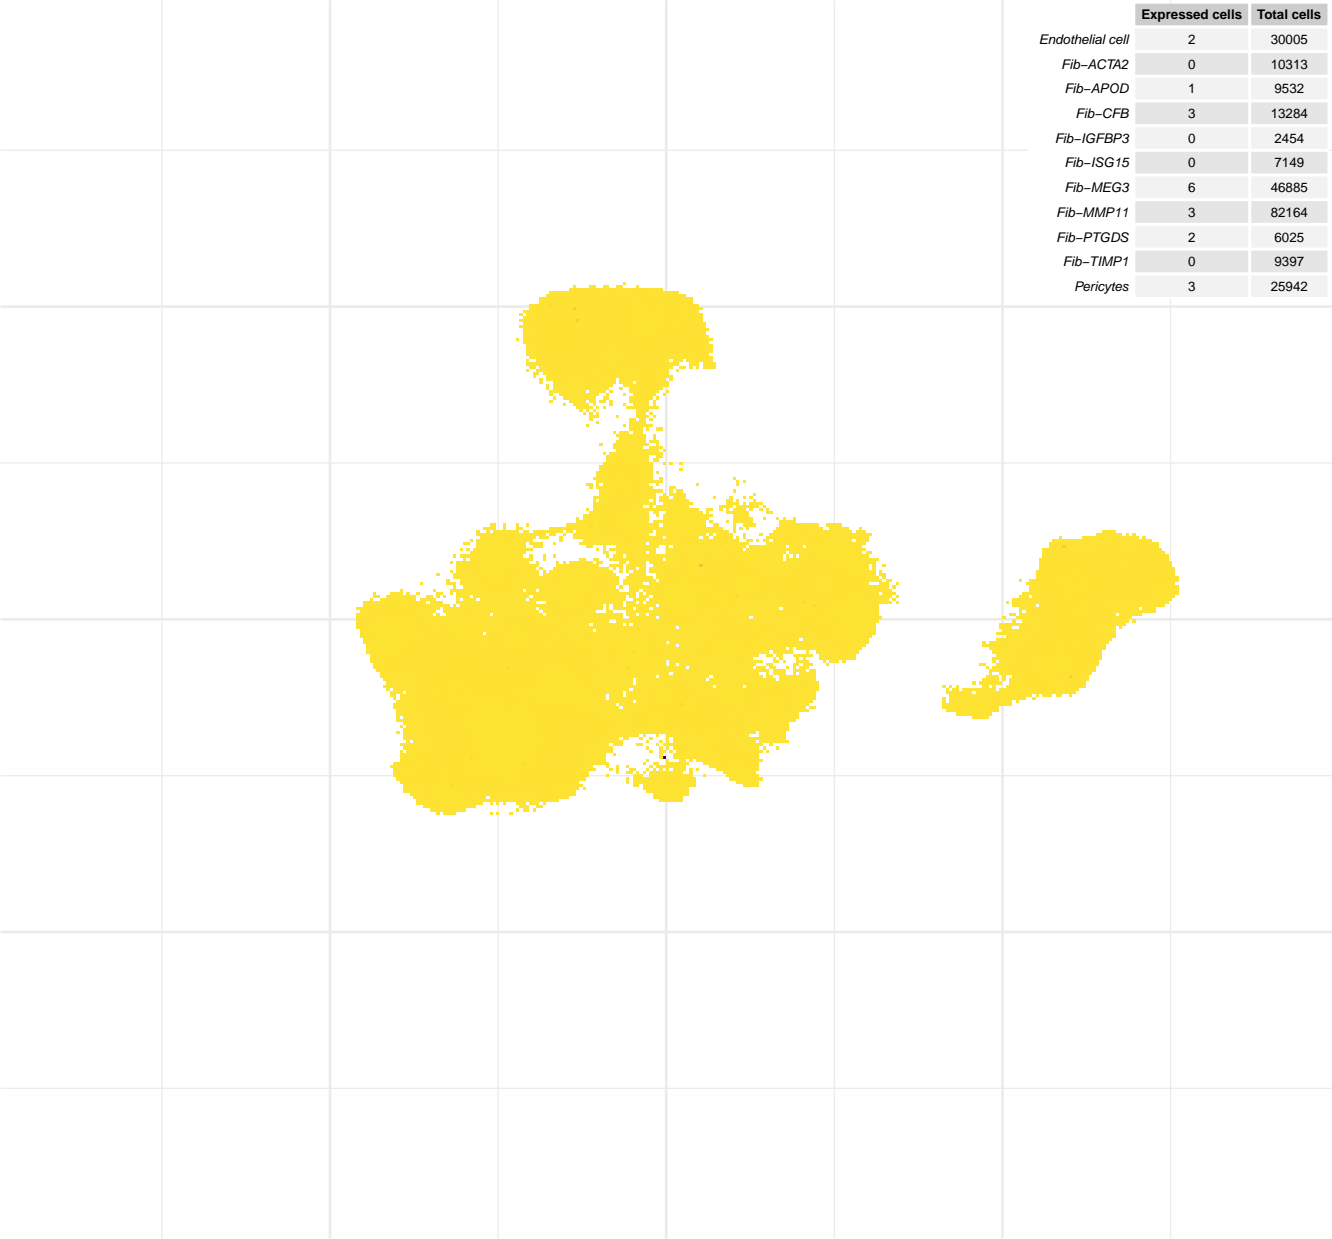 Expressed cells Total cells
Endothelial cell 2 30005
Fib−ACTA2 0 10313
Fib−APOD 1 9532
Fib−CFB 3 13284
Fib−IGFBP3 0 2454
Fib−ISG15 0 7149
Fib−MEG3 6 46885
Fib−MMP11 3 82164
Fib−PTGDS 2 6025
Fib−TIMP1 0 9397
Pericytes 3 25942